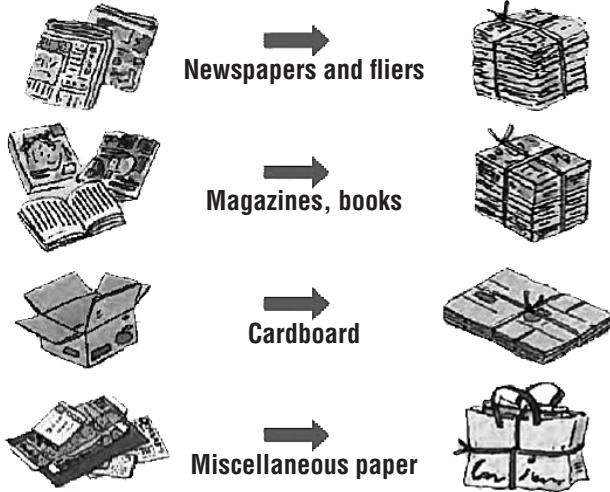 Newspapers and fliers
Magazines, books
Cardboard
Miscellaneous paper